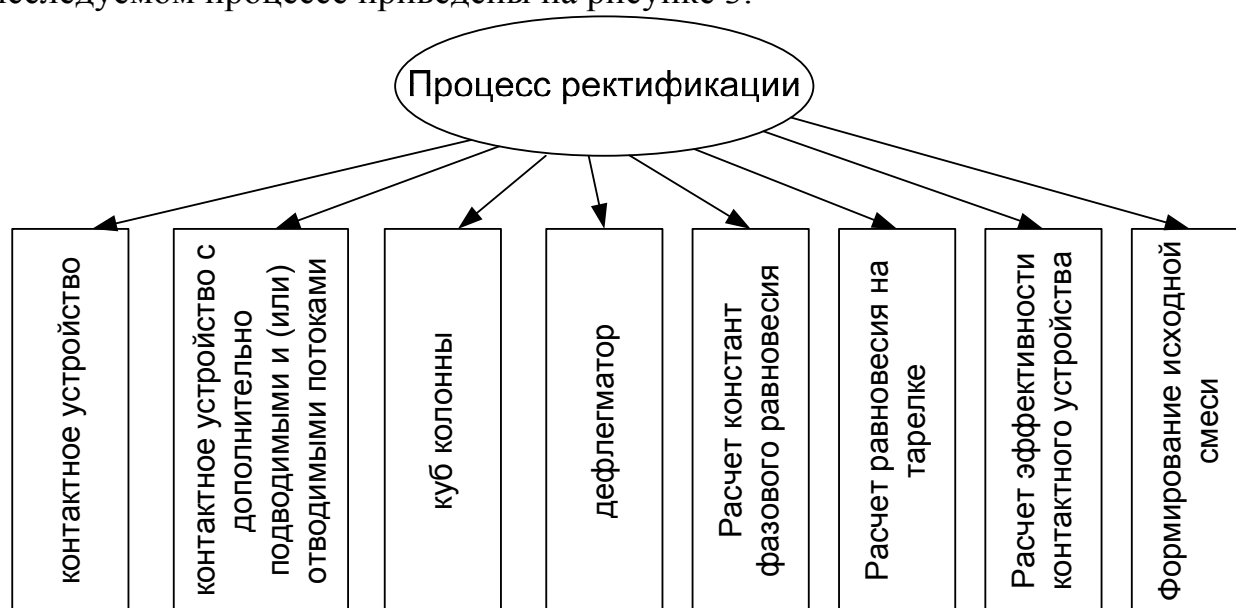 исследуемом процессе приведены на рисунке 3.
Процесс ректификации
контактное устройство
контактное устройство с
дополнительно
подводимыми и (или)
отводимыми потоками
куб колонны
дефлегматор
Расчет констант
фазового равновесия
Расчет равновесия на
тарелке
Расчет эффективности
контактного устройства
Формирование исходной
смеси